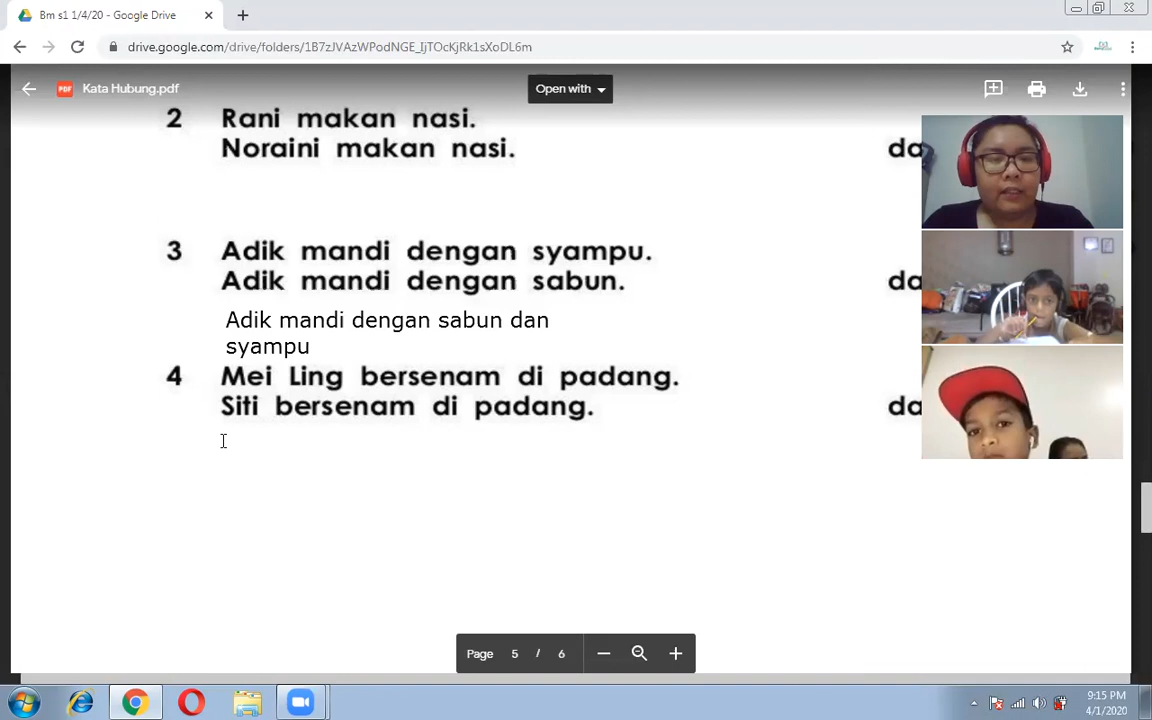 Bm s1 1/4/20 - Google Drive
drive.google.com/drive/folders/1B7zJVAzWPodNGE_IjTOcKjRk1sXoDL6m
PDF Kata Hubung.pdf
Open with
2 Rani makan nasi.
Noraini makan nasi. da
3 Adik mandi dengan syampu.
Adik mandi dengan sabun. da
Adik mandi dengan sabun dan
syampu
4 Mei Ling bersenam di padang.
Siti bersenam di padang. da
Page 5 / 6
9:15 PM
4/1/2020